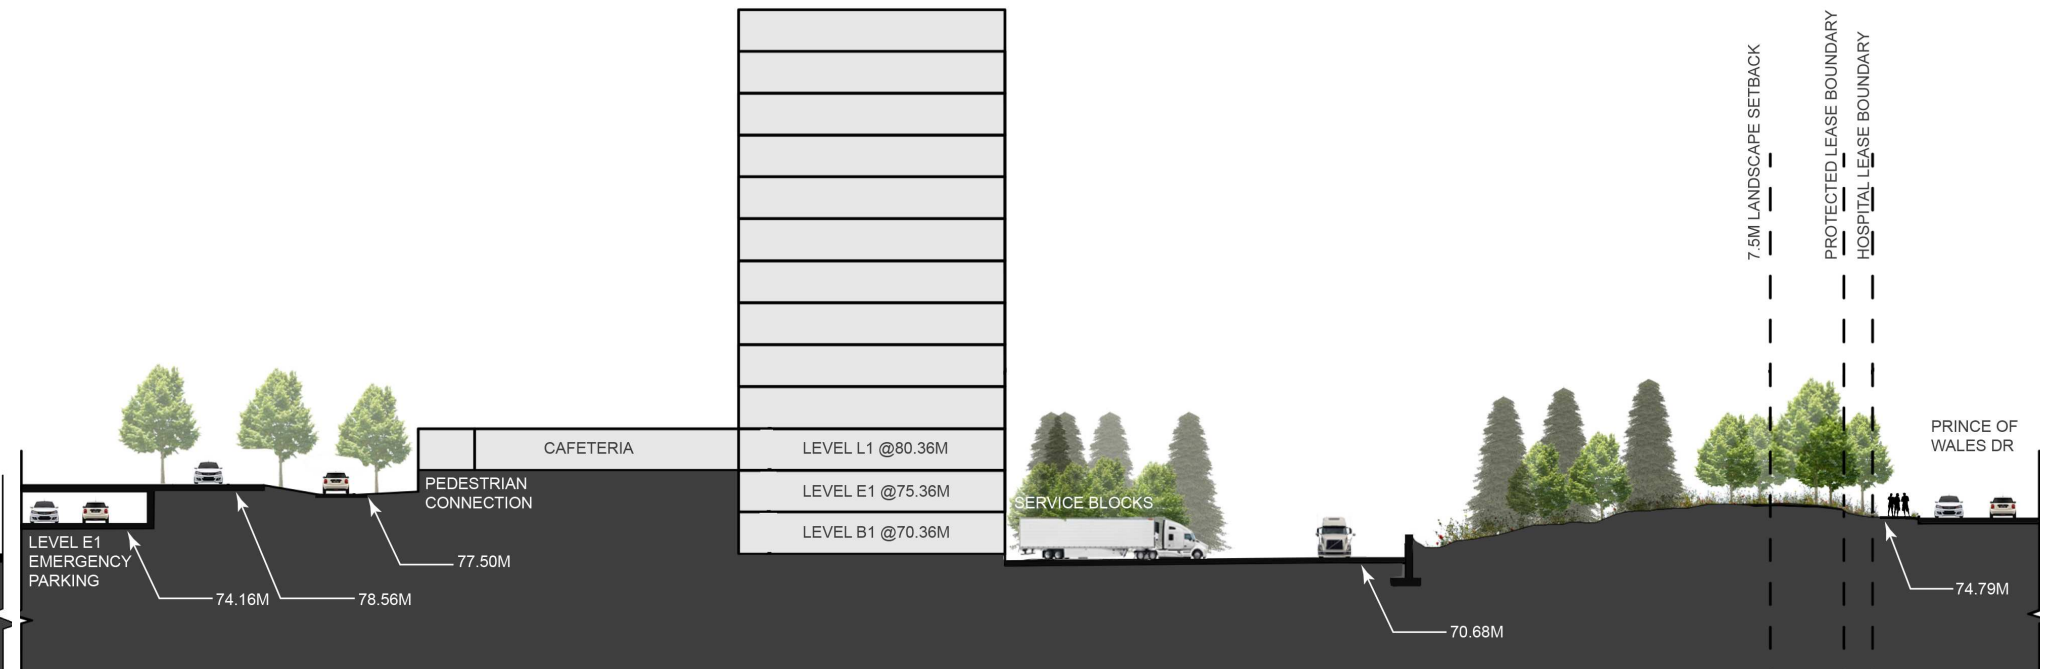 7.5M LANDSCAPE SETBACK
PROTECTED LEASE BOUNDARY
HOSPITAL LEASE BOUNDARY
PRINCE OF
WALES DR
CAFETERIA
LEVEL L1 @80.36M
PEDESTRIAN
CONNECTION
LEVEL E1 @75.36M
SERVICE BLOCKS
LEVEL B1 @70.36M
LEVEL E1
EMERGENCY
PARKING
77.50M
74.16M
78.56M
74.79M
70.68M